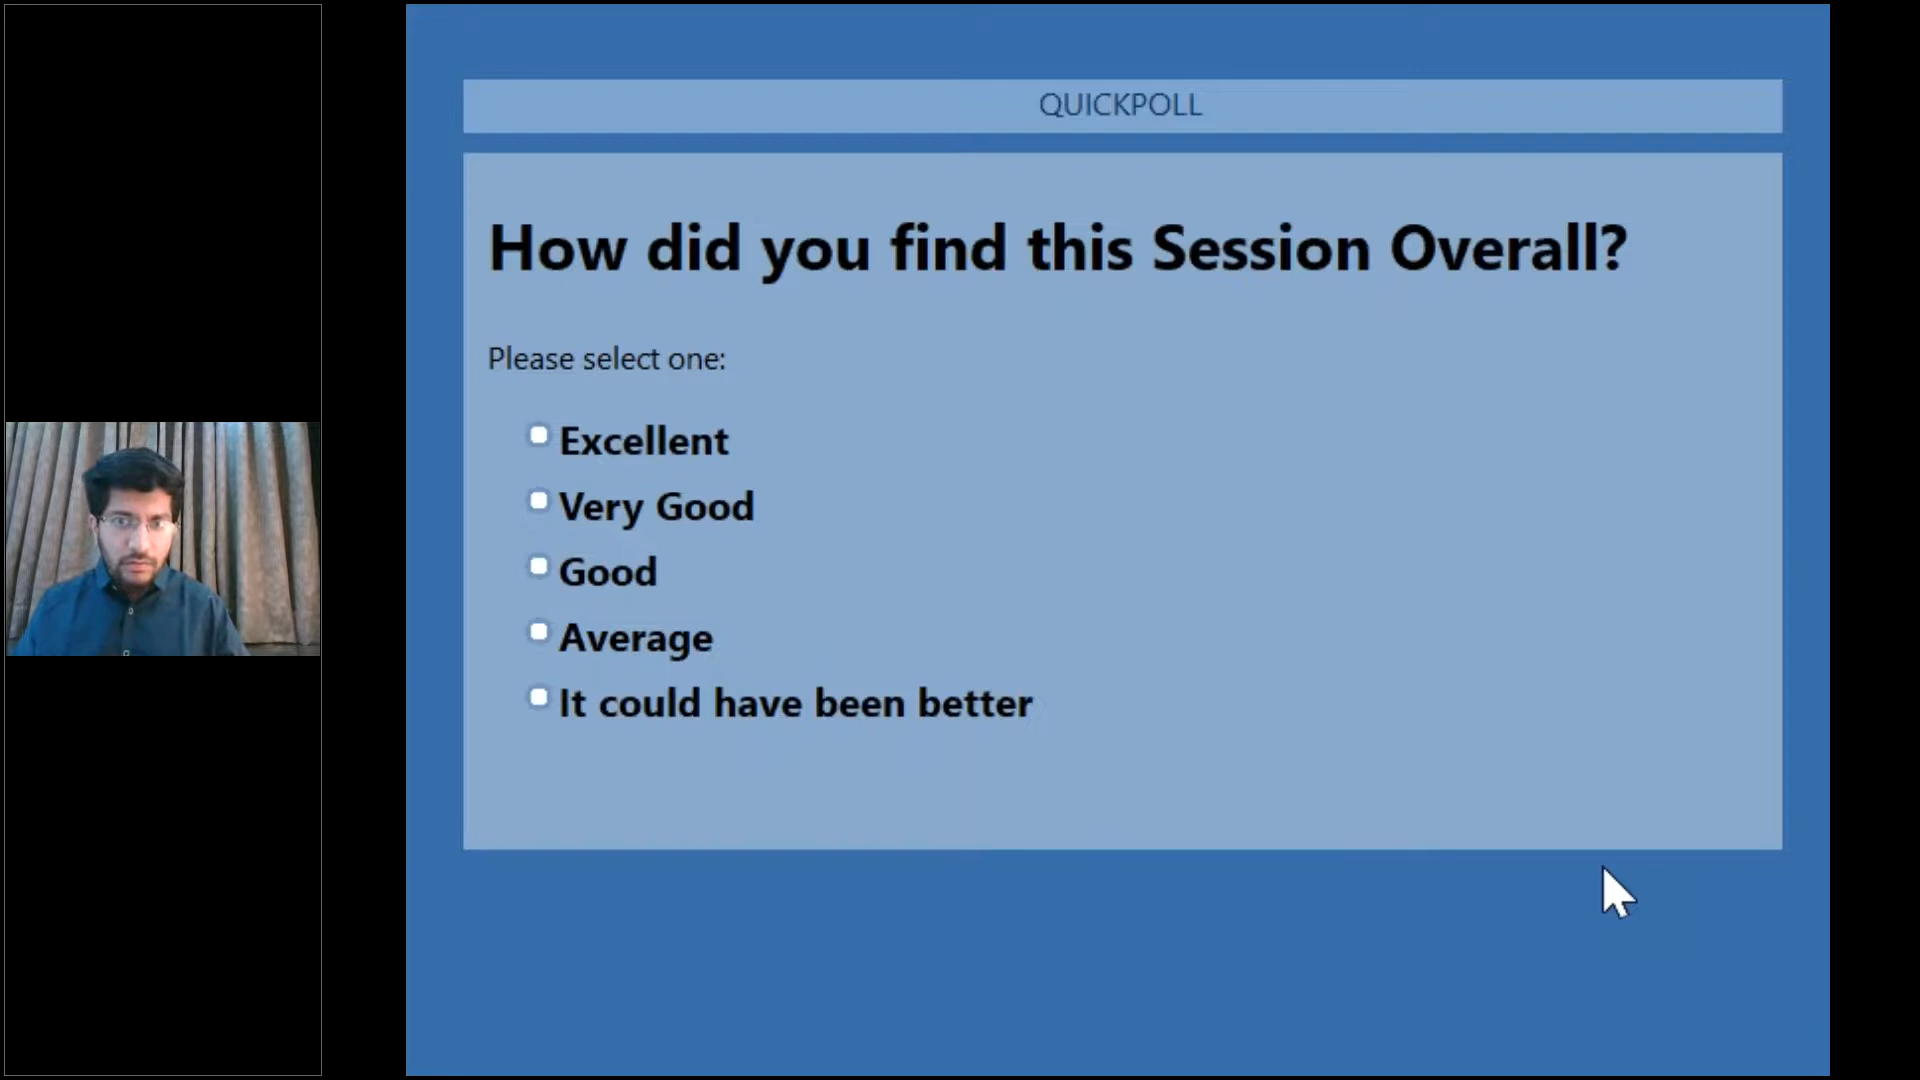 QUICKPOLL
How did you find this Session Overall?
Please select one:
Excellent
Very Good
Good
Average
It could have been better